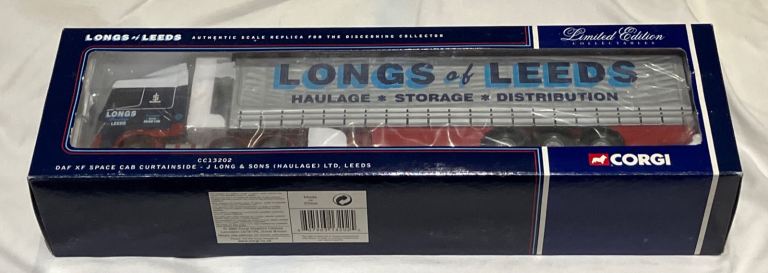 LONGS of LEEDS AUTHENTIC SCALE REPLICA FOR THE DISCERNING COLLECTOR
Limited Edition
COLLECTABLES
LONGS of LEEDS
HAULAGE * STORAGE * DISTRIBUTION
LONGS
LEEDS
CC13202
DAF XF SPACE CAB CURTAINSIDE - J LONG & SONS (HAULAGE) LTD, LEEDS
CORGI